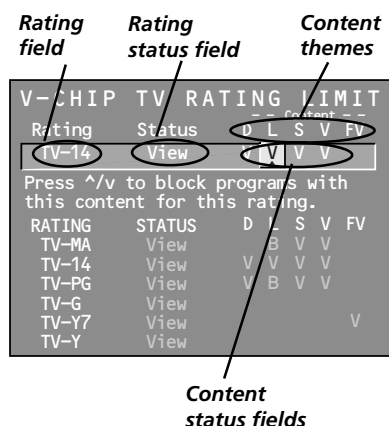 Rating field
Rating status field
Content themes
V-CHIP TV RATING LIMIT
- - Content - -
Rating Status D L S V FV
TV-14 View V V V V
Press ^/v to block programs with
this content for this rating.
RATING STATUS D L S V FV
TV-MA View B V V
TV-14 View V V V V
TV-PG View V B V V
TV-G View
TV-Y7 View V
TV-Y View
Content
status fields